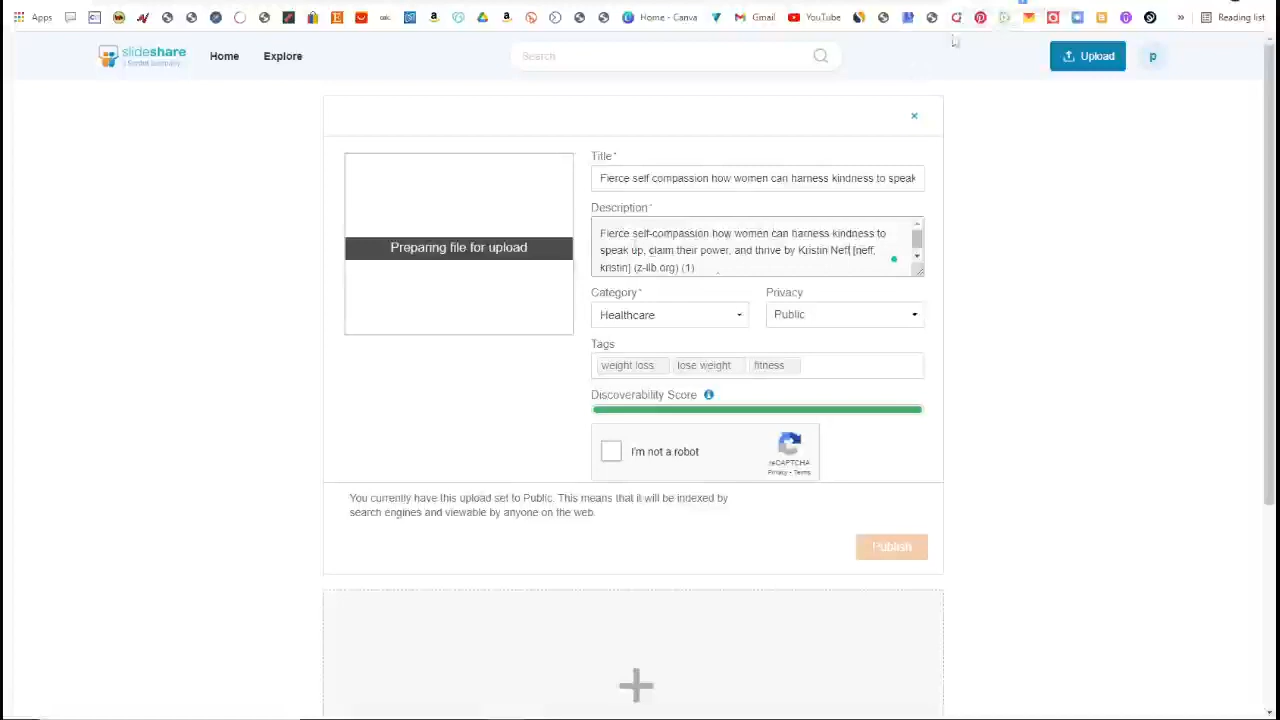 Apps
Home - Canva
Gmail
YouTube
»
Reading list
slideshare
a Scribd company
Home
Explore
Search
Upload
p
×
Title*
Fierce self compassion how women can harness kindness to speak
Preparing file for upload
Description*
Fierce self-compassion how women can harness kindness to
speak up, claim their power, and thrive by Kristin Neff [neff,
kristin] (z-lib.org) (1)
Category*
Privacy
Healthcare
Public
Tags
weight loss
lose weight
fitness
Discoverability Score
I'm not a robot
reCAPTCHA
Privacy - Terms
You currently have this upload set to Public. This means that it will be indexed by
search engines and viewable by anyone on the web.
Publish